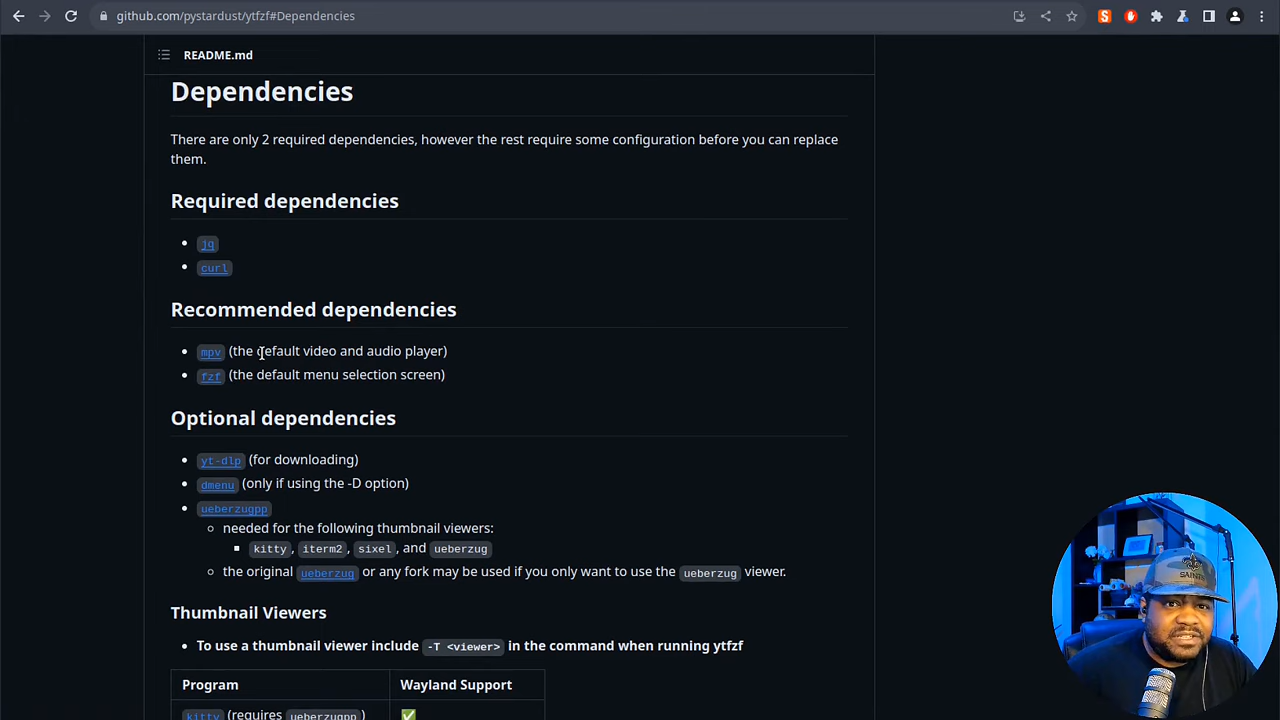 github.com/pystardust/ytfzf#Dependencies
README.md
Dependencies
There are only 2 required dependencies, however the rest require some configuration before you can replace
them.
Required dependencies
jq
curl
Recommended dependencies
mpv (the default video and audio player)
fzf (the default menu selection screen)
Optional dependencies
yt-dlp (for downloading)
dmenu (only if using the -D option)
ueberzugpp
needed for the following thumbnail viewers:
kitty, iterm2, sixel, and ueberzug
the original ueberzug or any fork may be used if you only want to use the ueberzug viewer.
Thumbnail Viewers
To use a thumbnail viewer include -T <viewer> in the command when running ytfzf
Program Wayland Support
kitty (requires ueberzugpp) ✅
SAINTS